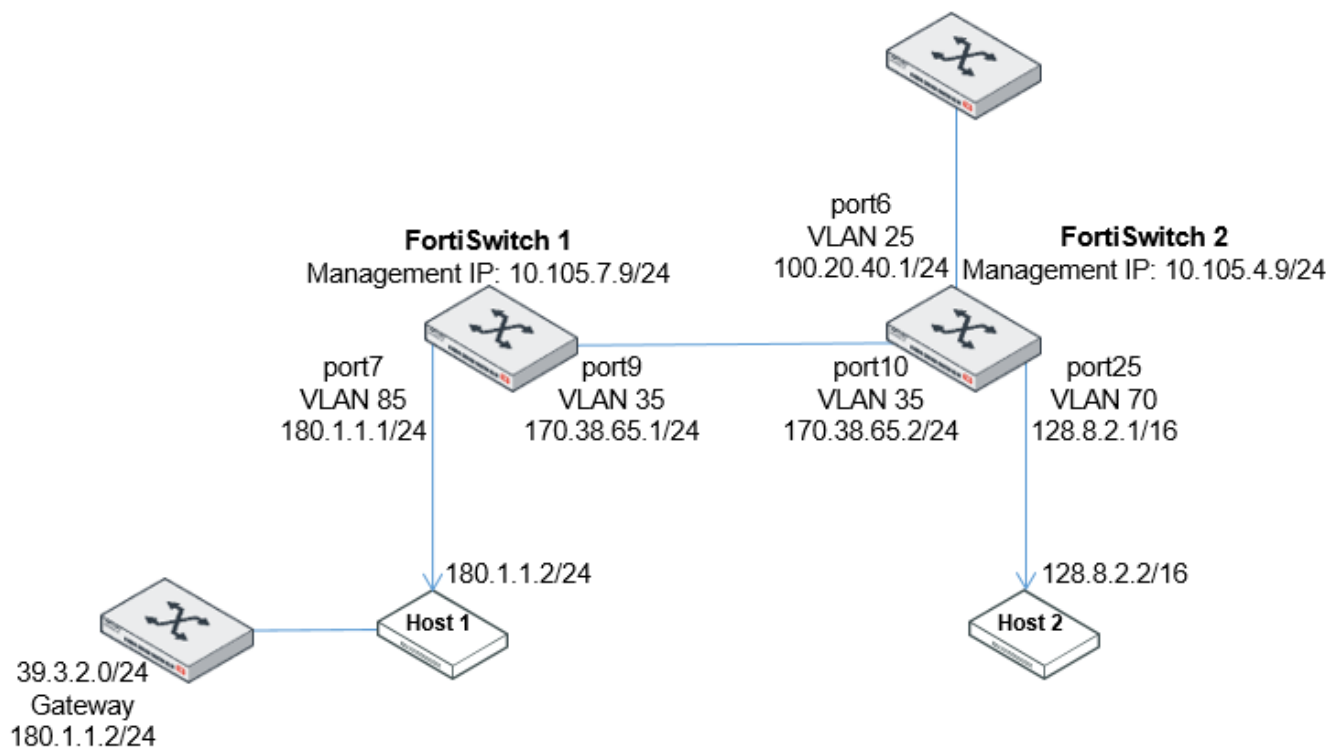 port6
VLAN 25
100.20.40.1/24
FortiSwitch 1
Management IP: 10.105.7.9/24
FortiSwitch 2
Management IP: 10.105.4.9/24
port7
VLAN 85
180.1.1.1/24
port9
VLAN 35
170.38.65.1/24
port10
VLAN 35
170.38.65.2/24
port25
VLAN 70
128.8.2.1/16
180.1.1.2/24
Host 1
128.8.2.2/16
Host 2
39.3.2.0/24
Gateway
180.1.1.2/24